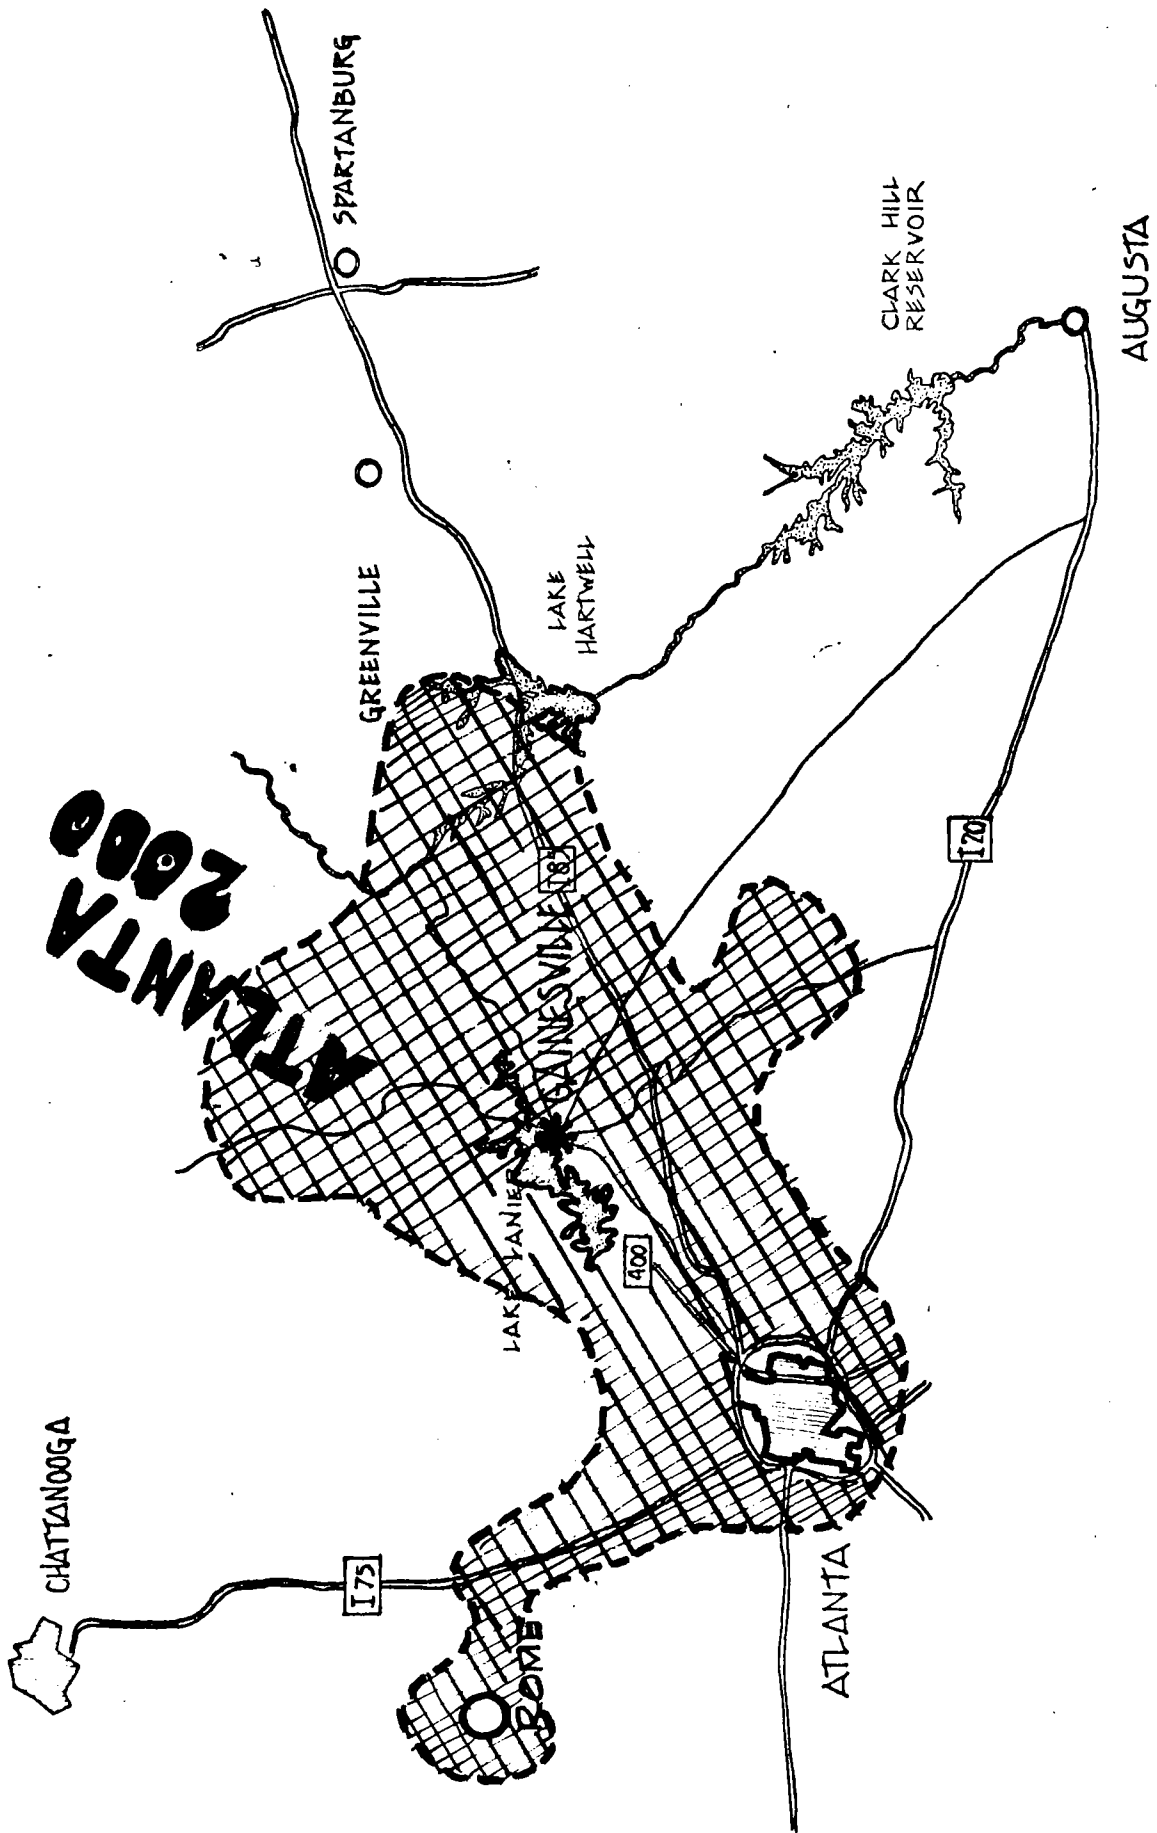 ATLANTA
2000
CHATTANOOGA
I75
ROME
ATLANTA
LAKE LANIER
400
GAINESVILLE
I85
GREENVILLE
SPARTANBURG
LAKE
HARTWELL
CLARK HILL
RESERVOIR
I20
AUGUSTA